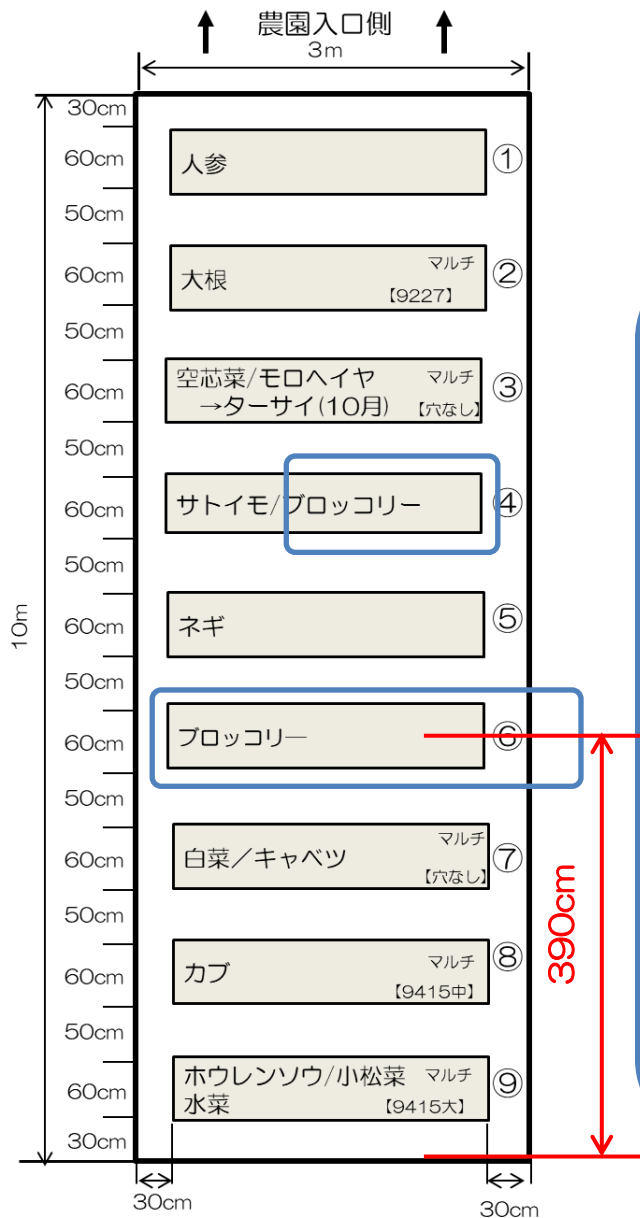 農園入口側
3m
10m
30cm
60cm
人参
①
50cm
60cm
大根
マルチ
【9227】
②
50cm
60cm
空芯菜/モロヘイヤ
→ターサイ(10月)
マルチ
【穴なし】
③
50cm
60cm
サトイモ/ブロッコリー
④
50cm
60cm
ネギ
⑤
50cm
60cm
ブロッコリー
⑥
50cm
60cm
白菜／キャベツ
マルチ
【穴なし】
⑦
50cm
60cm
カブ
マルチ
【9415中】
⑧
50cm
60cm
ホウレンソウ/小松菜
水菜
マルチ
【9415大】
⑨
30cm
390cm
30cm
30cm